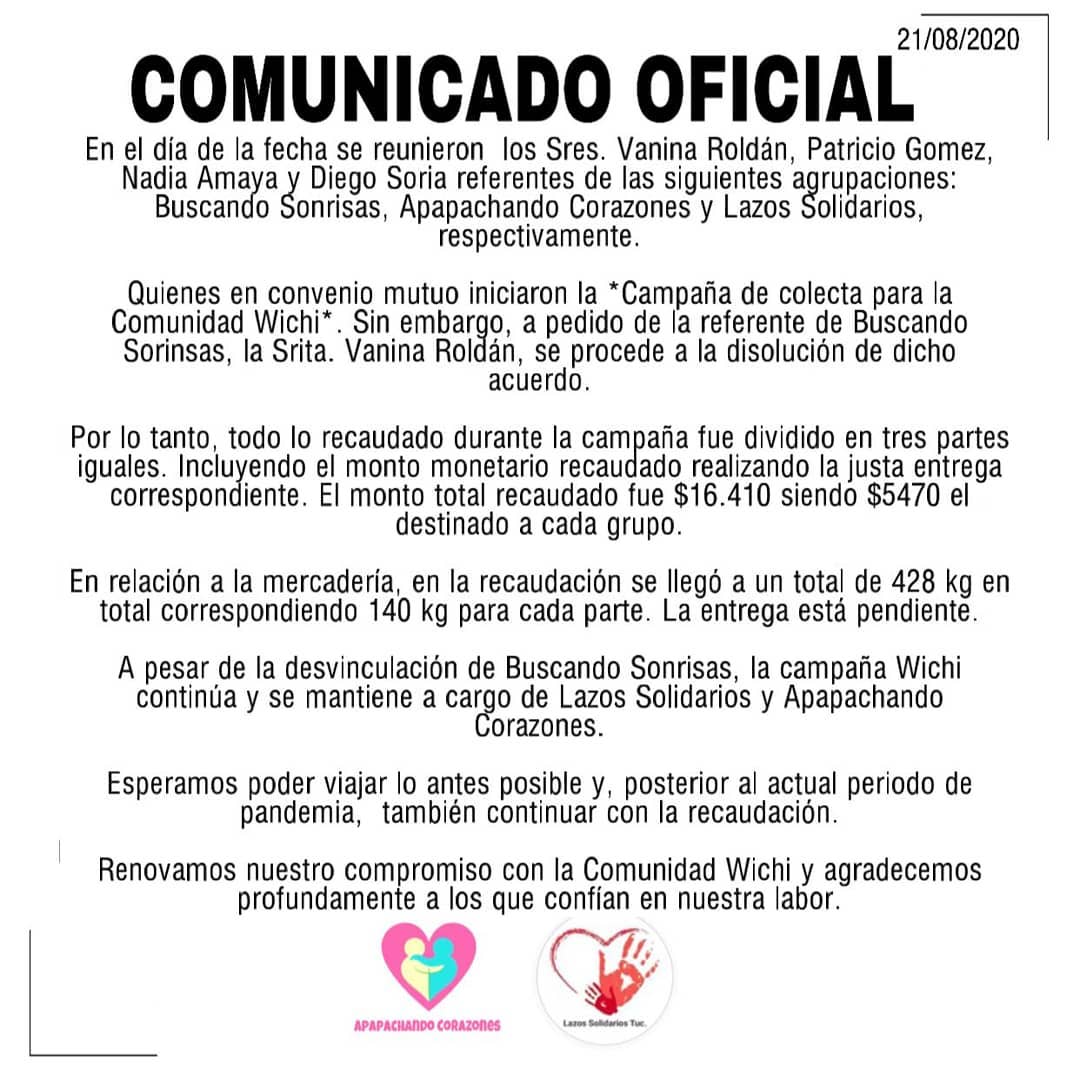 21/08/2020
COMUNICADO OFICIAL
En el día de la fecha se reunieron  los Sres. Vanina Roldán, Patricio Gomez,
Nadia Amaya y Diego Soria referentes de las siguientes agrupaciones:
Buscando Sonrisas, Apapachando Corazones y Lazos Solidarios,
respectivamente.
Quienes en convenio mutuo iniciaron la *Campaña de colecta para la
Comunidad Wichi*. Sin embargo, a pedido de la referente de Buscando
Sorinsas, la Srita. Vanina Roldán, se procede a la disolución de dicho
acuerdo.
Por lo tanto, todo lo recaudado durante la campaña fue dividido en tres partes
iguales. Incluyendo el monto monetario recaudado realizando la justa entrega
correspondiente. El monto total recaudado fue $16.410 siendo $5470 el
destinado a cada grupo.
En relación a la mercadería, en la recaudación se llegó a un total de 428 kg en
total correspondiendo 140 kg para cada parte. La entrega está pendiente.
A pesar de la desvinculación de Buscando Sonrisas, la campaña Wichi
continúa y se mantiene a cargo de Lazos Solidarios y Apapachando
Corazones.
Esperamos poder viajar lo antes posible y, posterior al actual periodo de
pandemia,  también continuar con la recaudación.
Renovamos nuestro compromiso con la Comunidad Wichi y agradecemos
profundamente a los que confían en nuestra labor.
APAPACHANDO CORAZONES
Lazos Solidarios Tuc.